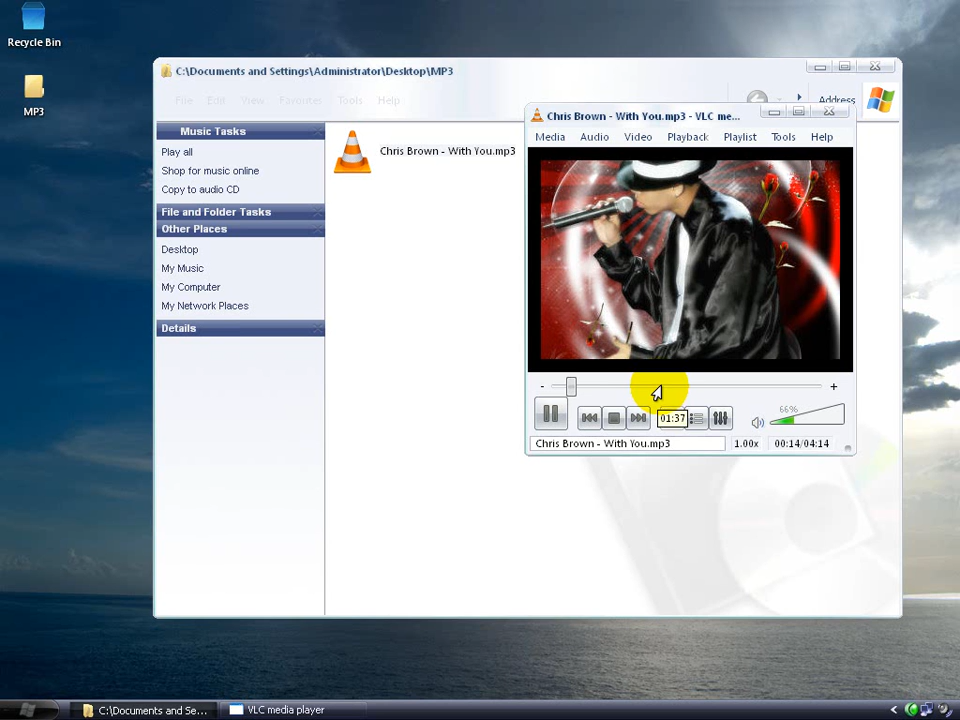 Recycle Bin
MP3
C:\Documents and Settings\Administrator\Desktop\MP3
File Edit View Favorites Tools Help
Address
Music Tasks
Play all
Shop for music online
Copy to audio CD
File and Folder Tasks
Other Places
Desktop
My Music
My Computer
My Network Places
Details
Chris Brown - With You.mp3
Chris Brown - With You.mp3 - VLC me...
Media Audio Video Playback Playlist Tools Help
- +
01:37
66%
Chris Brown - With You.mp3 1.00x 00:14/04:14
C:\Documents and Se... VLC media player